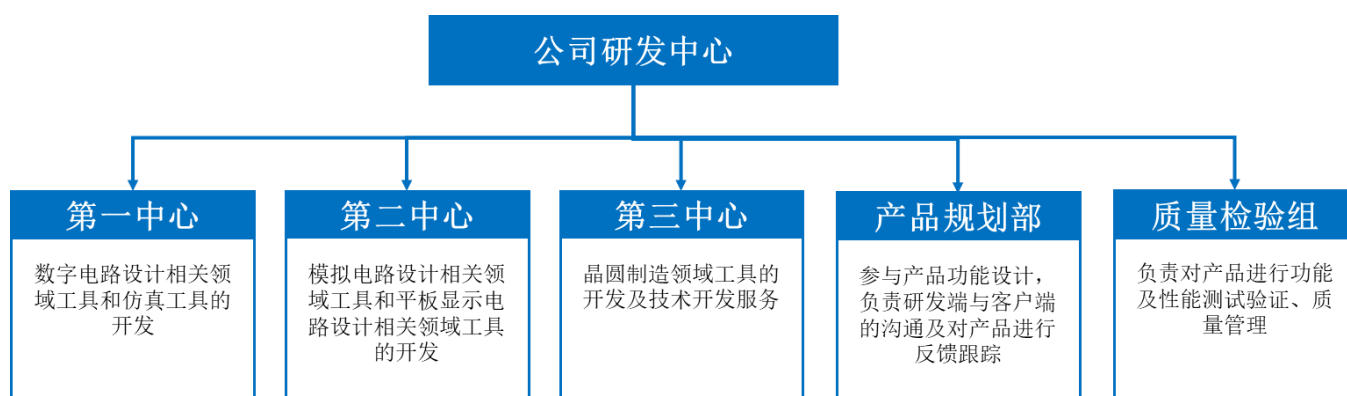 公司研发中心
第一中心
数字电路设计相关领
域工具和仿真工具的
开发
第二中心
模拟电路设计相关领
域工具和平板显示电
路设计相关领域工具
的开发
第三中心
晶圆制造领域工具的
开发及技术开发服务
产品规划部
参与产品功能设计，
负责研发端与客户端
的沟通及对产品进行
反馈跟踪
质量检验组
负责对产品进行功能
及性能测试验证、质
量管理